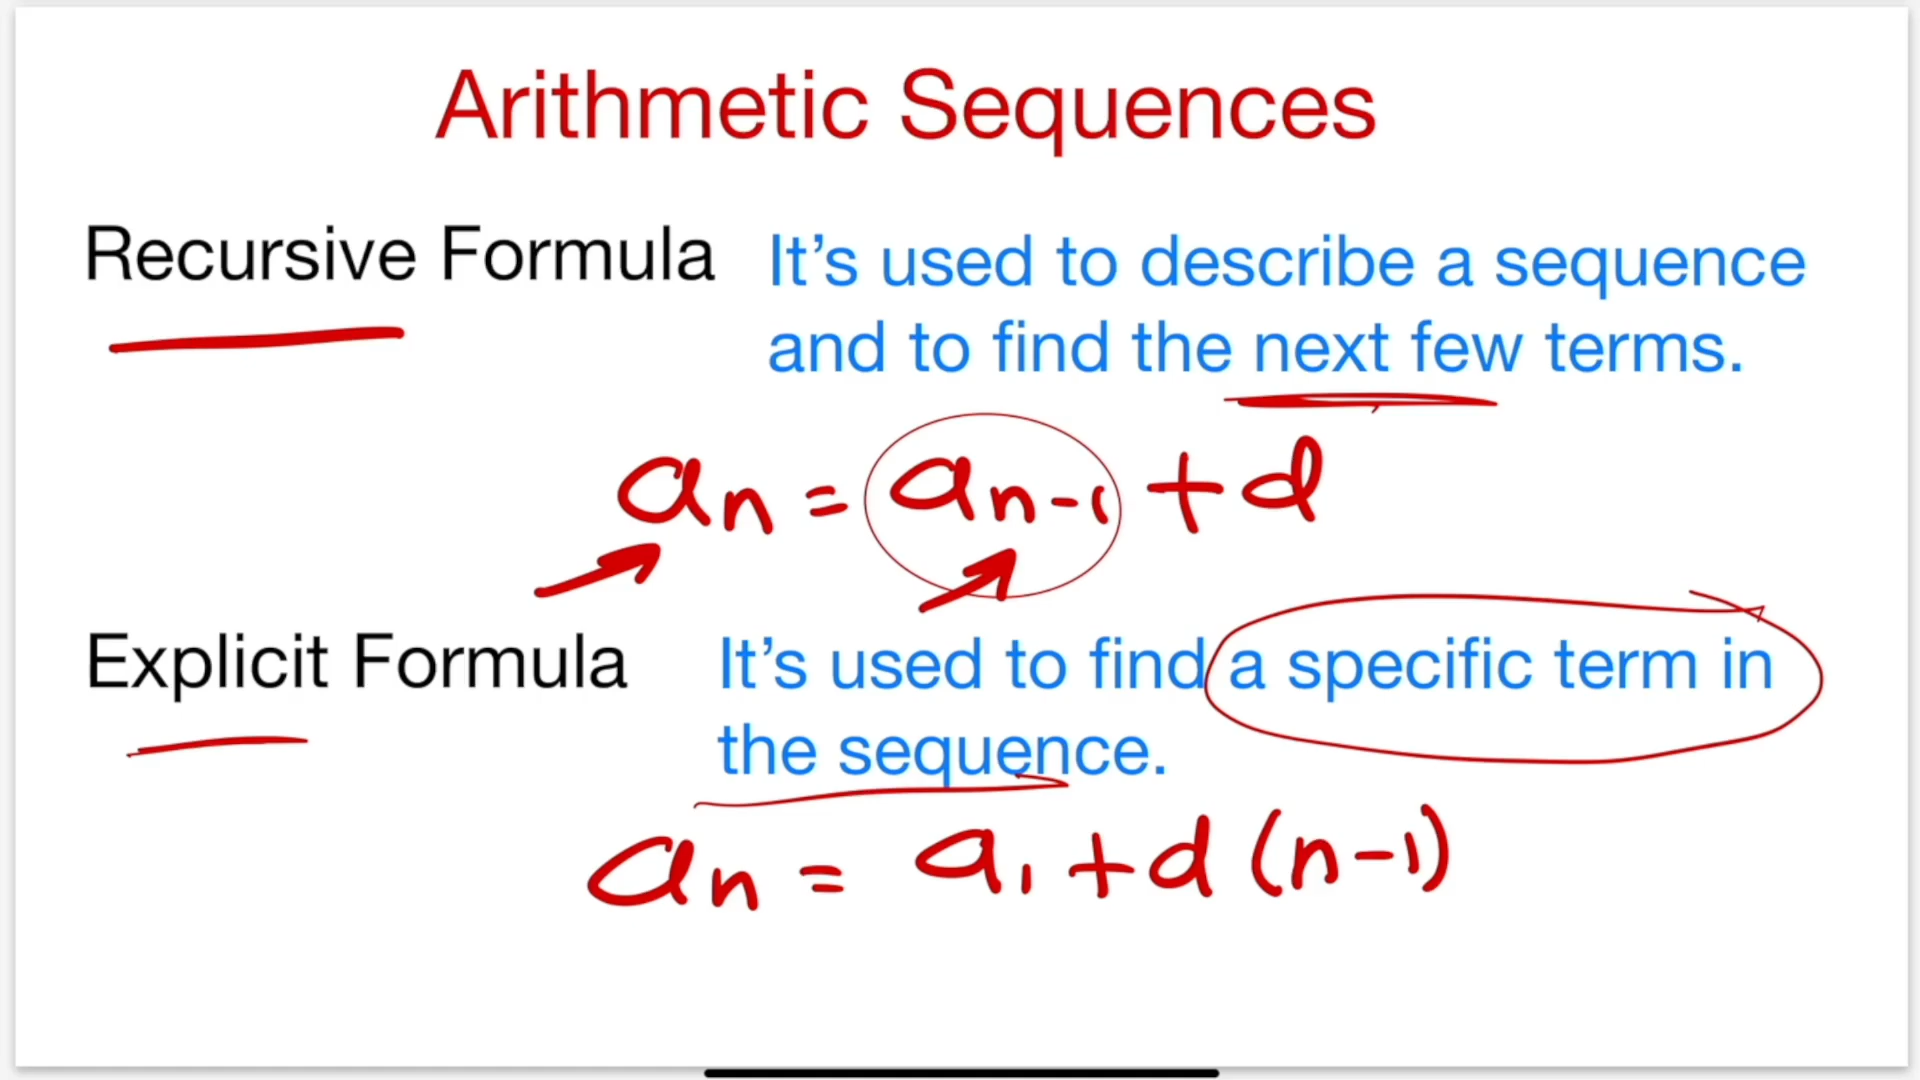 Arithmetic Sequences
Recursive Formula
It’s used to describe a sequence
and to find the next few terms.
aₙ = aₙ₋₁ + d
Explicit Formula
It’s used to find a specific term in
the sequence.
aₙ = a₁ + d (n-1)